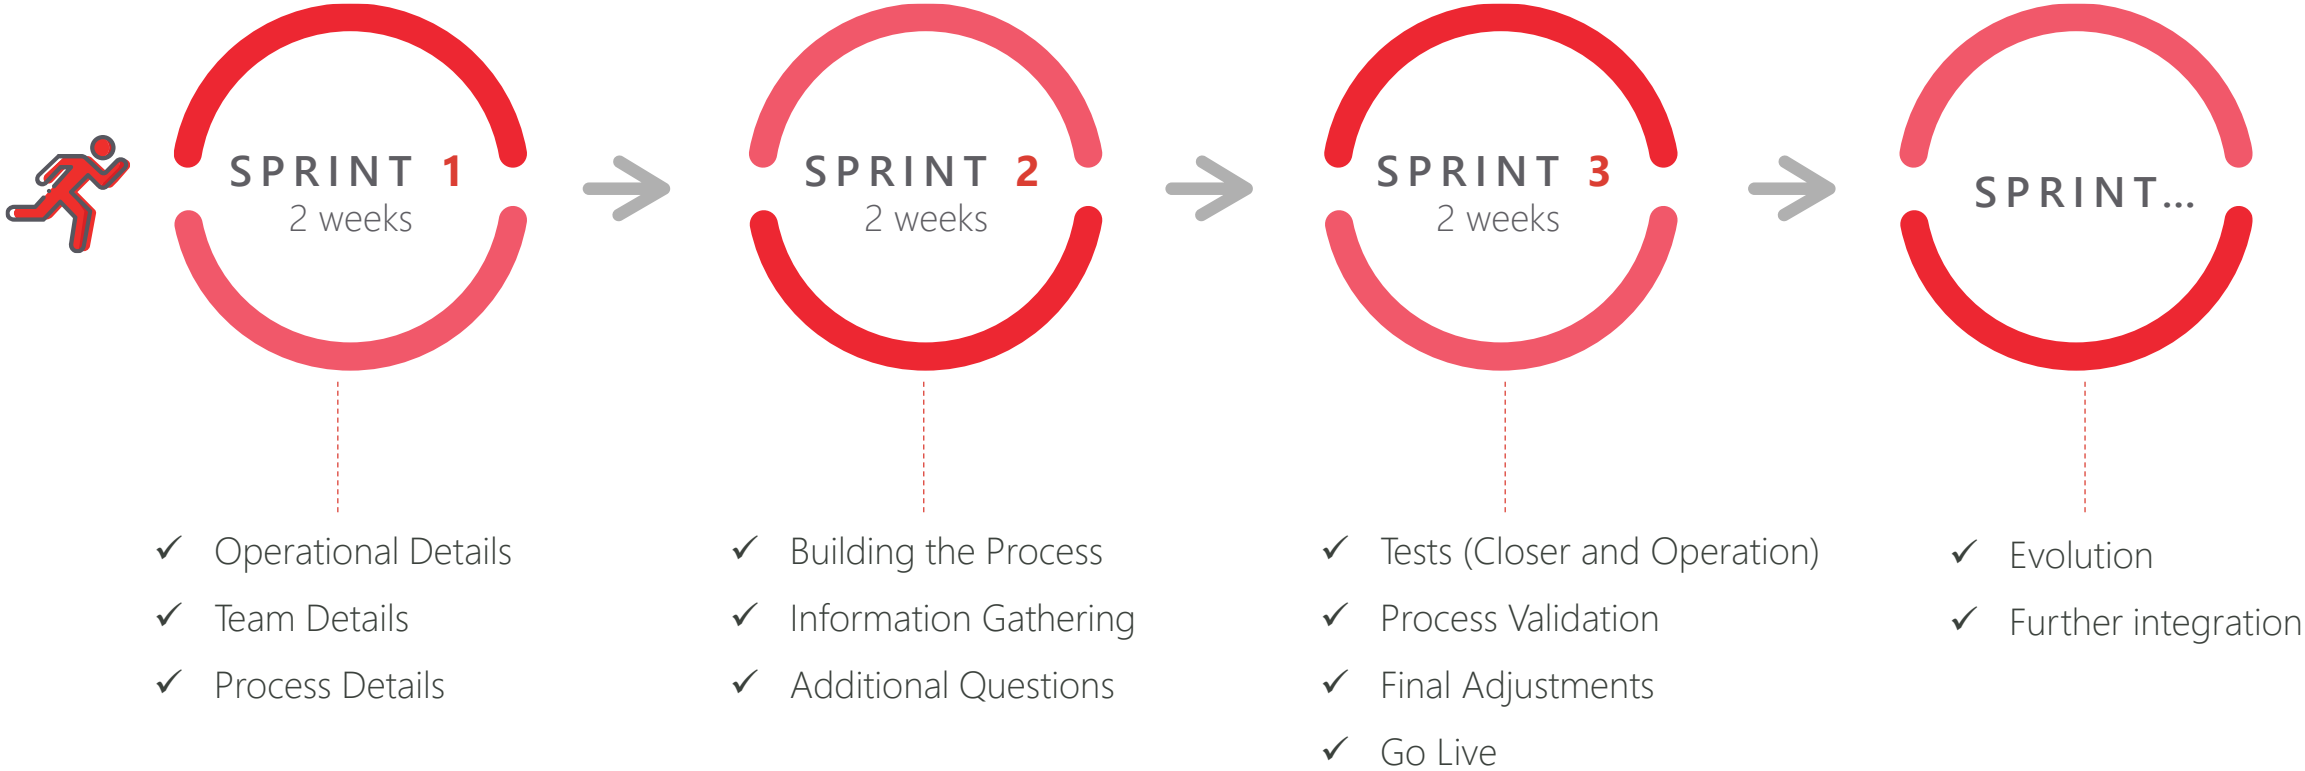 SPRINT 1
2 weeks
SPRINT 2
2 weeks
SPRINT 3
2 weeks
SPRINT...
Operational Details
Team Details
Process Details
Building the Process
Information Gathering
Additional Questions
Tests (Closer and Operation)
Process Validation
Final Adjustments
Go Live
Evolution
Further integration